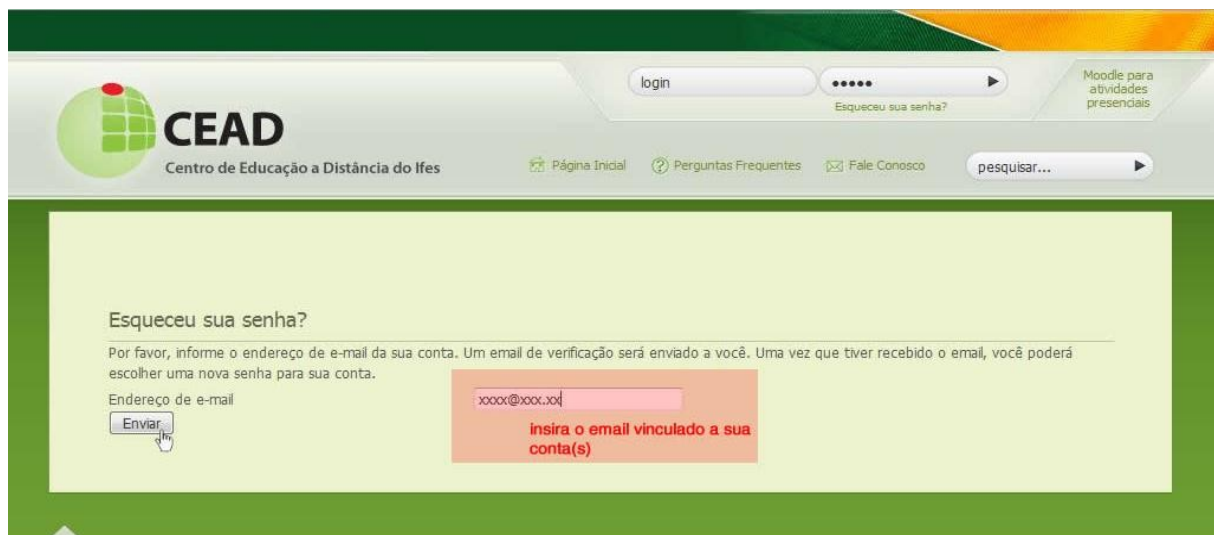 login
•••••
Moodle para
atividades
presenciais
Esqueceu sua senha?
CEAD
Centro de Educação a Distância do Ifes
Página Inicial
Perguntas Frequentes
Fale Conosco
pesquisar...
Esqueceu sua senha?
Por favor, informe o endereço de e-mail da sua conta. Um email de verificação será enviado a você. Uma vez que tiver recebido o email, você poderá
escolher uma nova senha para sua conta.
Endereço de e-mail
xxxx@xxx.xx
Enviar
insira o email vinculado a sua
conta(s)